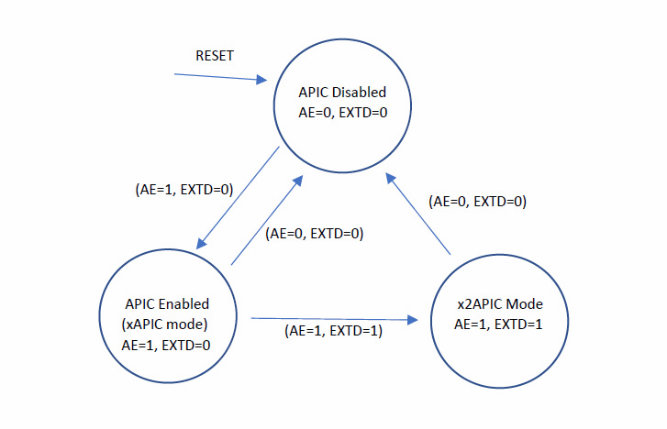 RESET
APIC Disabled
AE=0, EXTD=0
(AE=1, EXTD=0)
(AE=0, EXTD=0)
(AE=0, EXTD=0)
APIC Enabled
(xAPIC mode)
AE=1, EXTD=0
(AE=1, EXTD=1)
x2APIC Mode
AE=1, EXTD=1